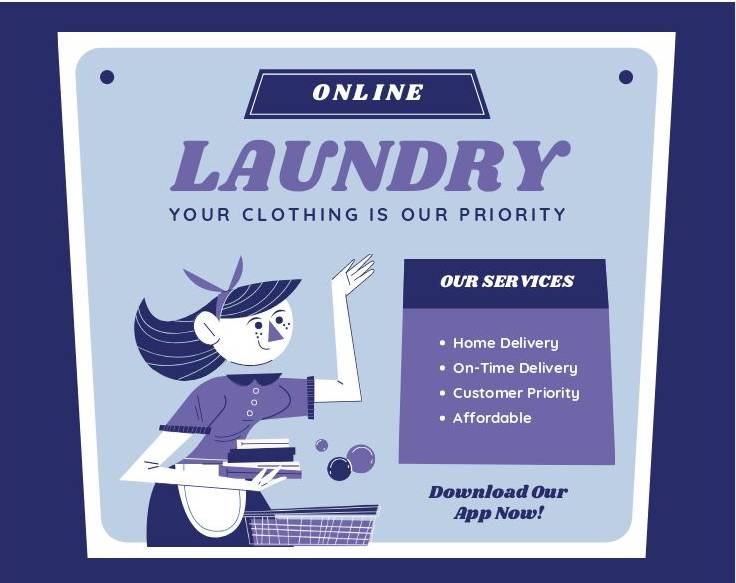 ONLINE
LAUNDRY
YOUR CLOTHING IS OUR PRIORITY
OUR SERVICES
• Home Delivery
• On-Time Delivery
• Customer Priority
• Affordable
Download Our
App Now!